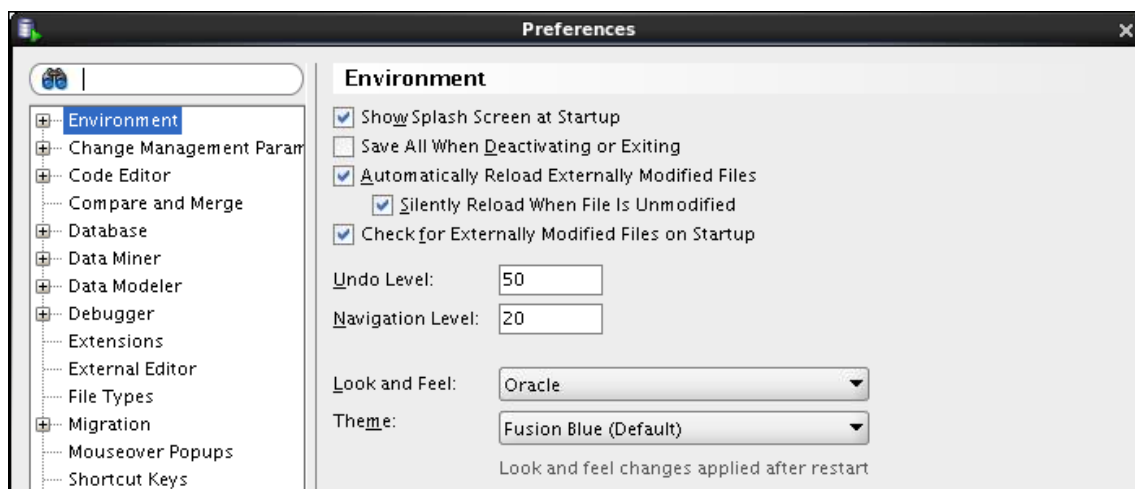 Preferences
Environment
Change Management Param
Code Editor
Compare and Merge
Database
Data Miner
Data Modeler
Debugger
Extensions
External Editor
File Types
Migration
Mouseover Popups
Shortcut Keys
Environment
Show Splash Screen at Startup
Save All When Deactivating or Exiting
Automatically Reload Externally Modified Files
Silently Reload When File Is Unmodified
Check for Externally Modified Files on Startup
Undo Level: 50
Navigation Level: 20
Look and Feel: Oracle
Theme: Fusion Blue (Default)
Look and feel changes applied after restart